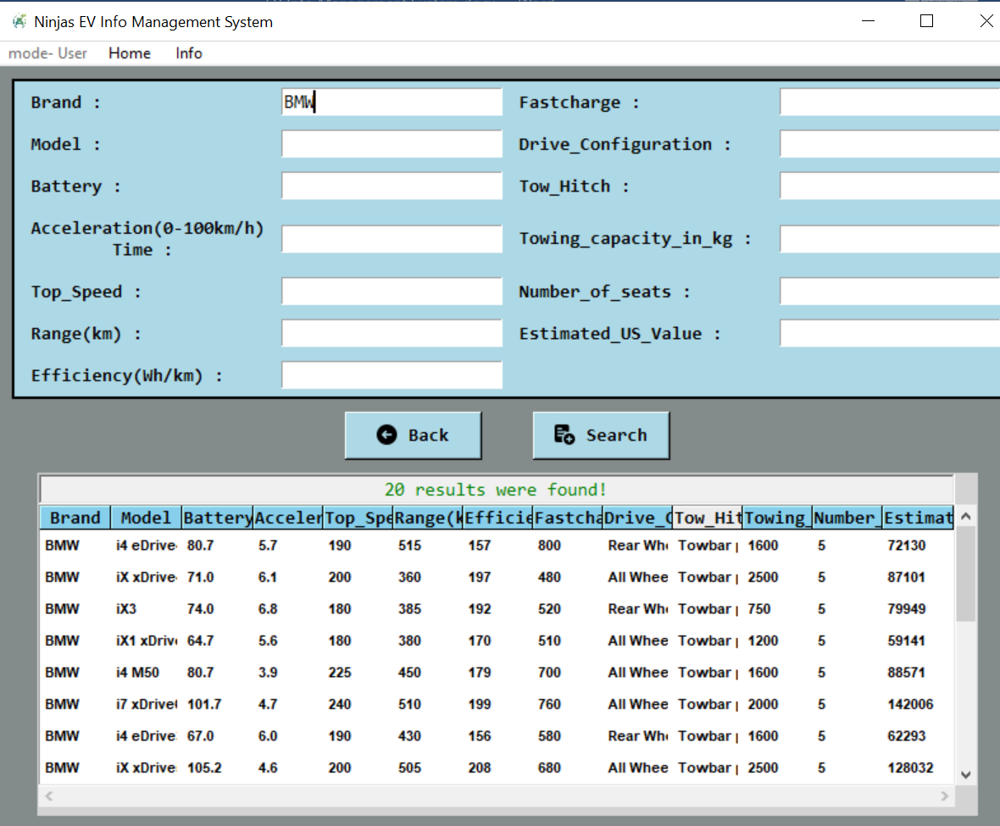 Ninjas EV Info Management System
mode- User Home Info
Brand : BMW Fastcharge :
Model : Drive_Configuration :
Battery : Tow_Hitch :
Acceleration(0-100km/h)
Time :
Towing_capacity_in_kg :
Top_Speed : Number_of_seats :
Range(km) : Estimated_US_Value :
Efficiency(Wh/km) :
Back Search
20 results were found!
Brand Model Battery Acceler Top_Spe Range(k Efficie Fastcha Drive_C Tow_Hit Towing_ Number_ Estimat
BMW i4 eDrive 80.7 5.7 190 515 157 800 Rear Whe Towbar p 1600 5 72130
BMW iX xDrive 71.0 6.1 200 360 197 480 All Whee Towbar p 2500 5 87101
BMW iX3 74.0 6.8 180 385 192 520 Rear Whe Towbar p 750 5 79949
BMW iX1 xDrive 64.7 5.6 180 380 170 510 All Whee Towbar p 1200 5 59141
BMW i4 M50 80.7 3.9 225 450 179 700 All Whee Towbar p 1600 5 88571
BMW i7 xDrive6 101.7 4.7 240 510 199 760 All Whee Towbar p 2000 5 142006
BMW i4 eDrive 67.0 6.0 190 430 156 580 Rear Whe Towbar p 1600 5 62293
BMW iX xDrive 105.2 4.6 200 505 208 680 All Whee Towbar p 2500 5 128032